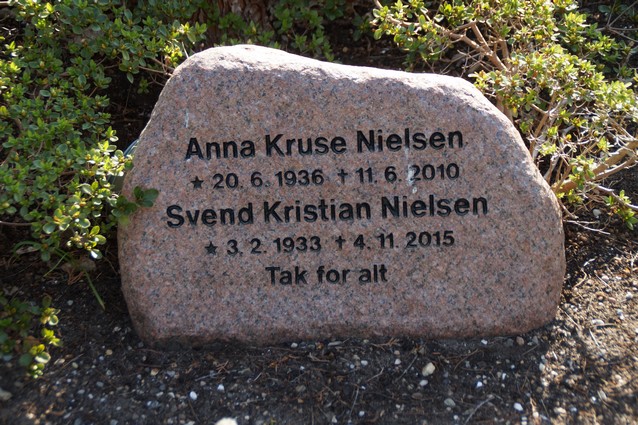 Anna Kruse Nielsen
★ 20. 6. 1936 ✝ 11. 6. 2010
Svend Kristian Nielsen
★ 3. 2. 1933 ✝ 4. 11. 2015
Tak for alt